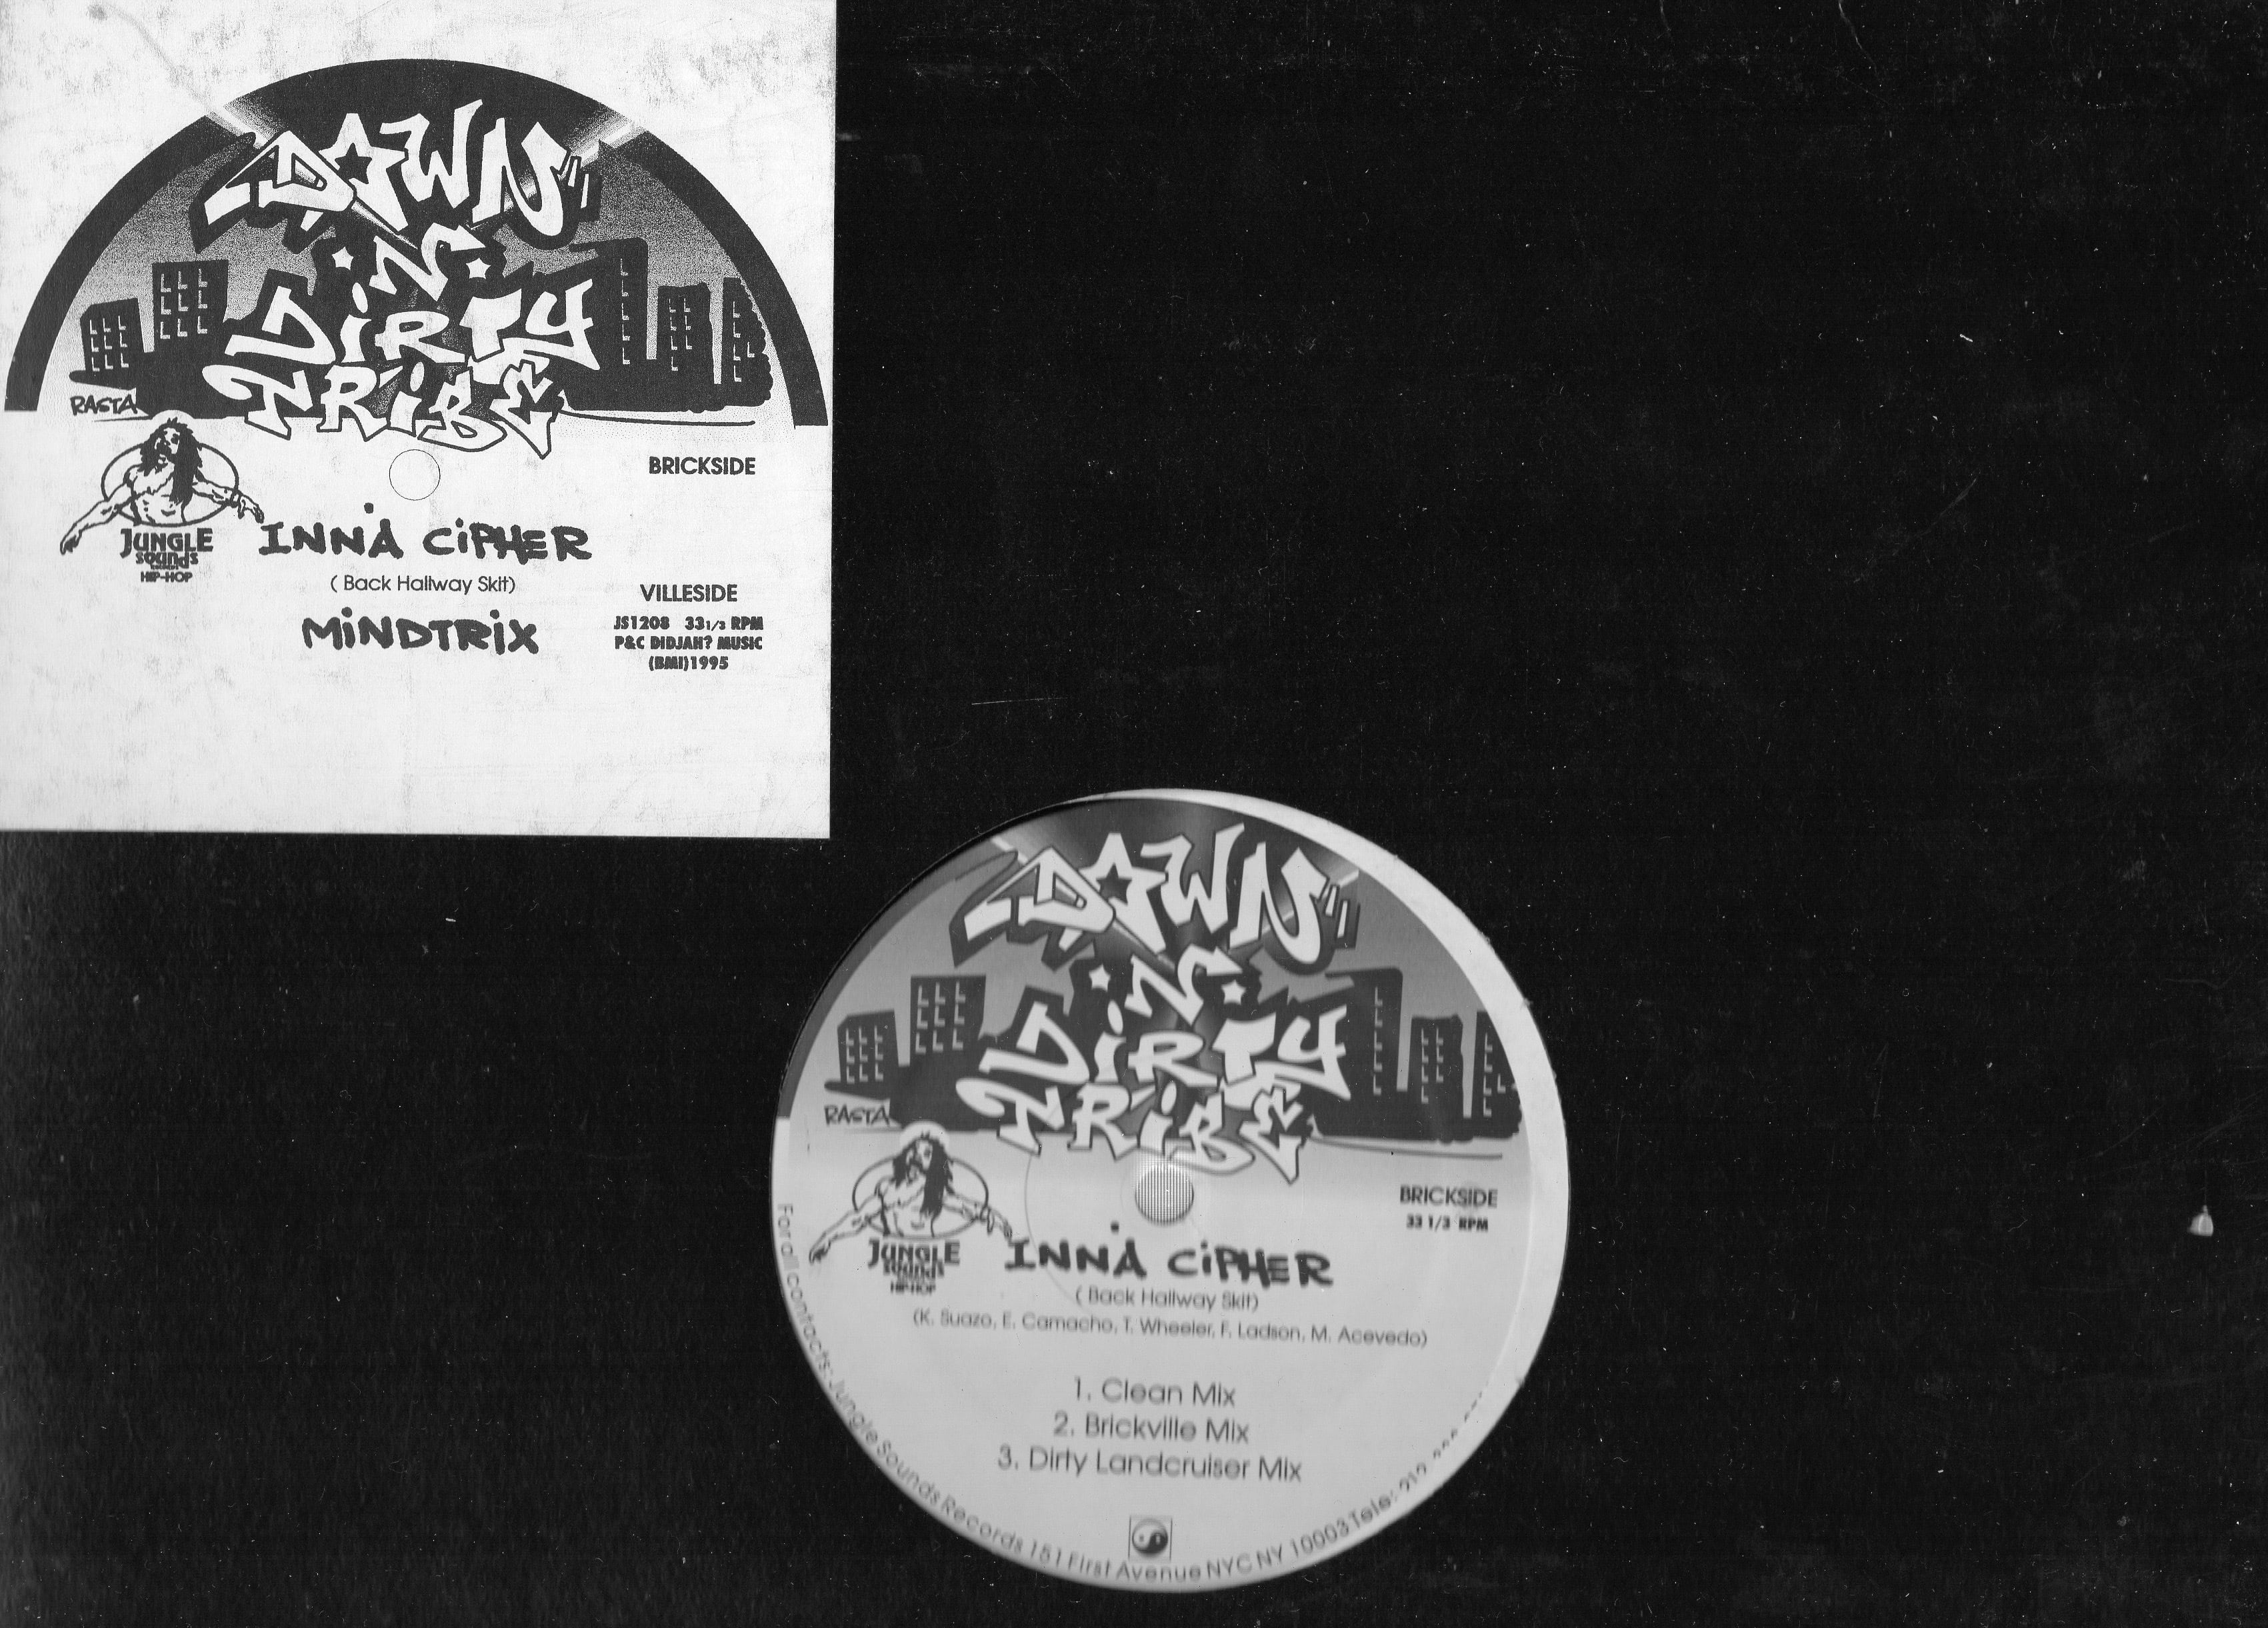 DOWN
·N·
DiRTY
TRiBE
RASTA
BRICKSIDE
JUNGLE
sounds
HIP-HOP
INNA CiPHER
( Back Hallway Skit)
MiNDTRiX
VILLESIDE
JS1208 33 1/3 RPM
P&C DIDJAH? MUSIC
(BMI)1995
DOWN
·N·
DiRTY
TRiBE
RASTA
BRICKSIDE
33 1/3 RPM
JUNGLE
sounds
HIP-HOP
INNA CiPHER
( Back Hallway Skit)
(K. Suazo, E. Camacho, T. Wheeler, F. Ladson, M. Acevedo)
1. Clean Mix
2. Brickville Mix
3. Dirty Landcruiser Mix
For all contacts: Jungle Sounds Records 151 First Avenue NYC NY 10003 Tele: 212